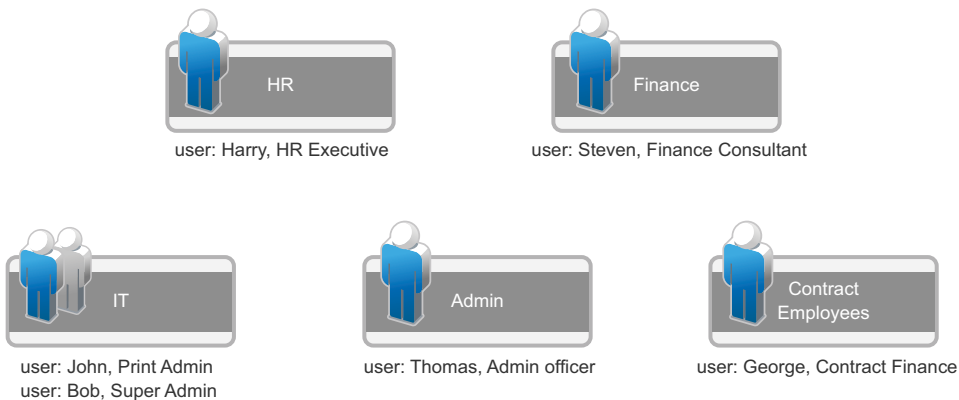 HR
Finance
user: Harry, HR Executive
user: Steven, Finance Consultant
IT
Admin
Contract
Employees
user: John, Print Admin
user: Bob, Super Admin
user: Thomas, Admin officer
user: George, Contract Finance